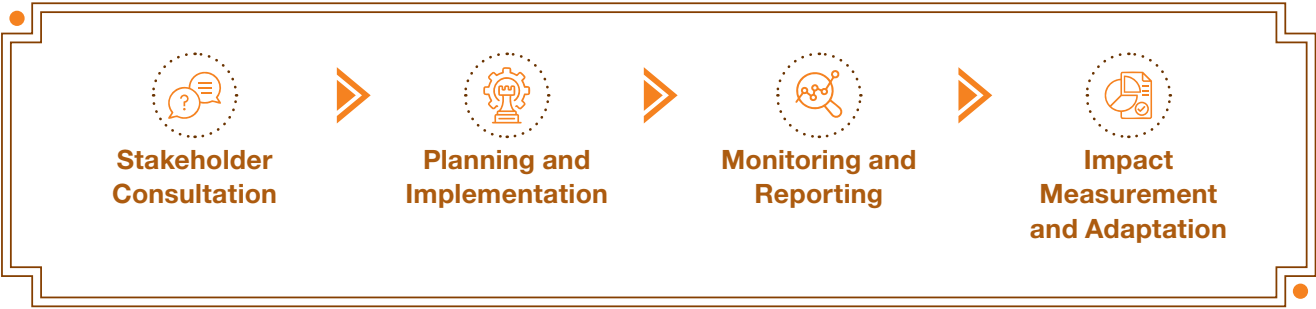 Stakeholder
Consultation
Planning and
Implementation
Monitoring and
Reporting
Impact
Measurement
and Adaptation